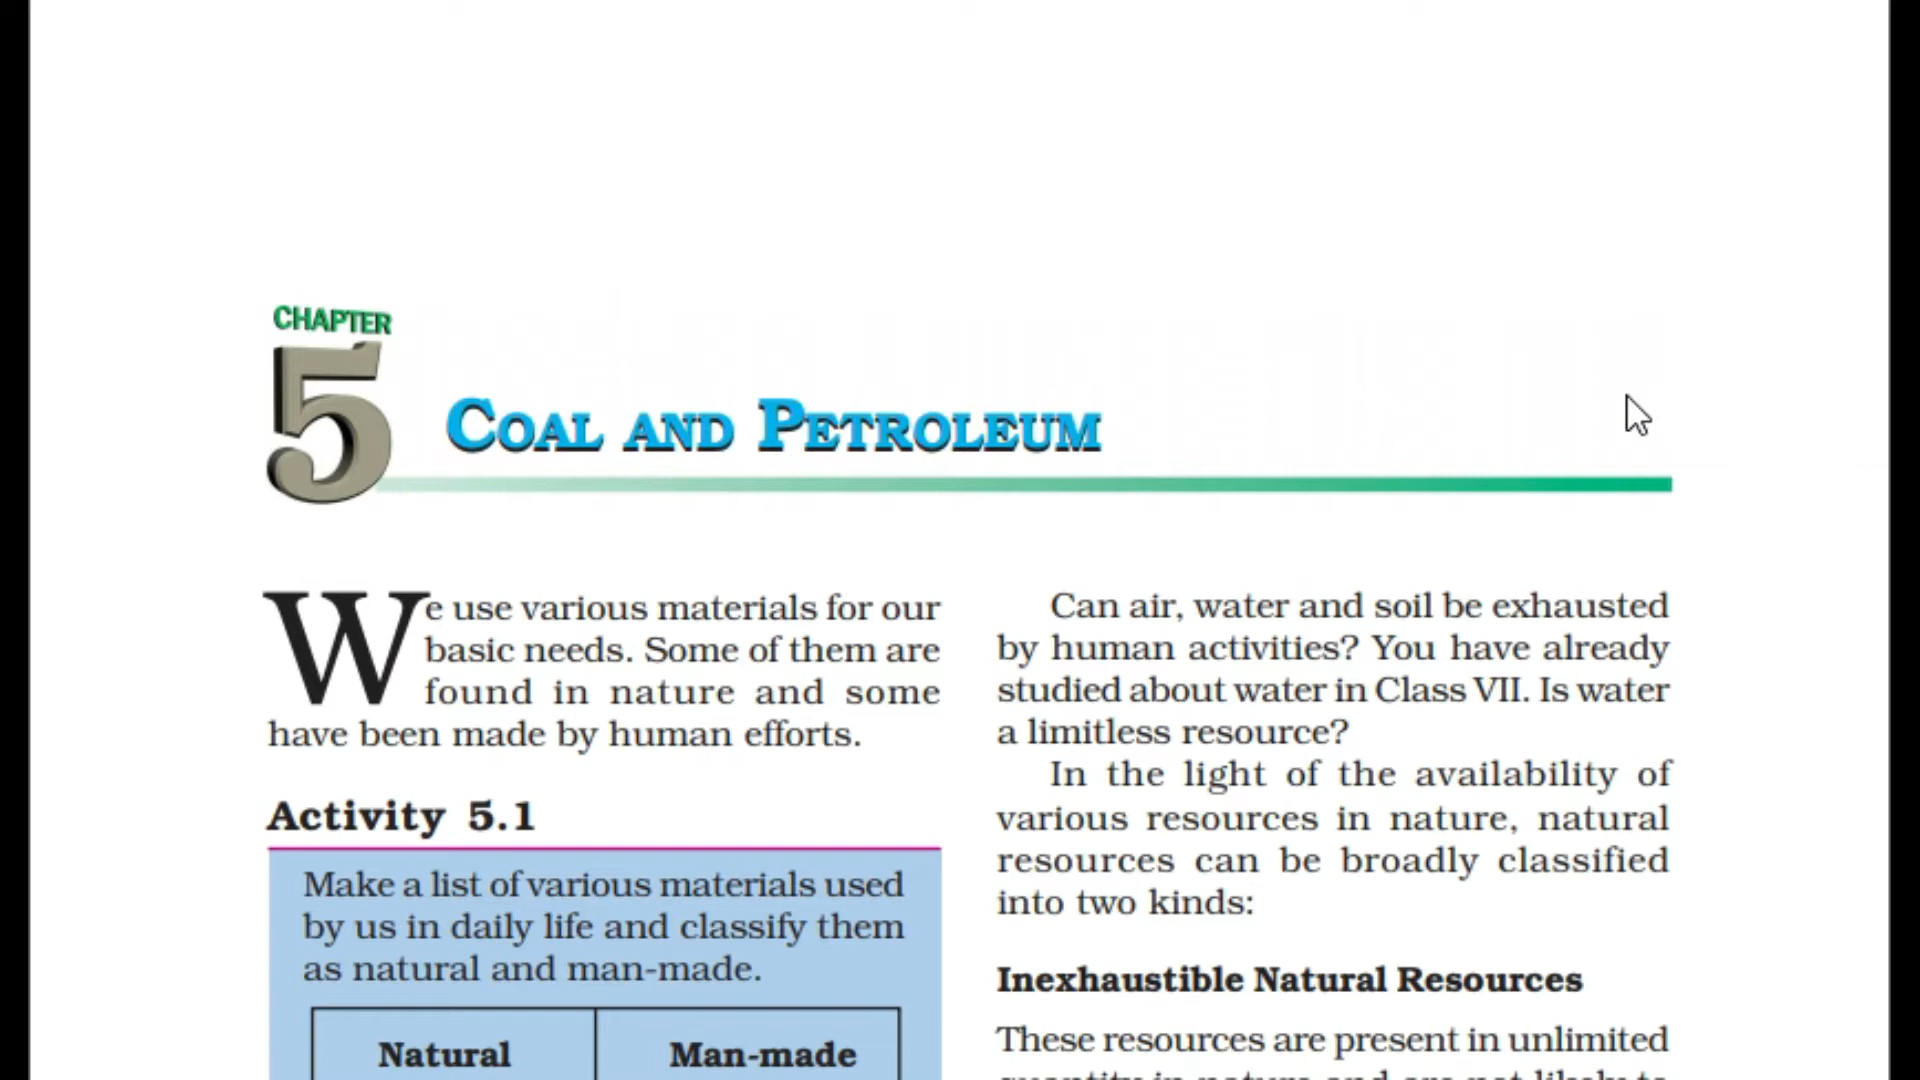 CHAPTER
5
COAL AND PETROLEUM
We use various materials for our
basic needs. Some of them are
found in nature and some
have been made by human efforts.
Activity 5.1
Make a list of various materials used
by us in daily life and classify them
as natural and man-made.
Natural Man-made
Can air, water and soil be exhausted
by human activities? You have already
studied about water in Class VII. Is water
a limitless resource?
In the light of the availability of
various resources in nature, natural
resources can be broadly classified
into two kinds:
Inexhaustible Natural Resources
These resources are present in unlimited